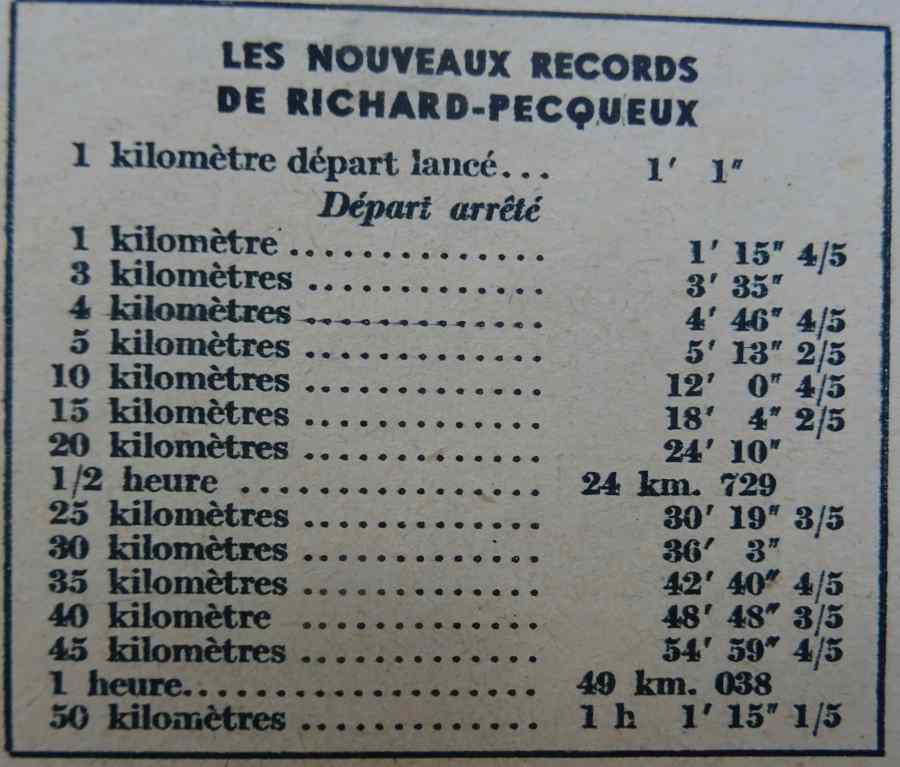 LES NOUVEAUX RECORDS
DE RICHARD-PECQUEUX
1 kilomètre départ lancé... 1' 1"
Départ arrêté
1 kilomètre .............. 1' 15" 4/5
3 kilomètres ............. 3' 35"
4 kilomètres ............. 4' 46" 4/5
5 kilomètres ............. 5' 13" 2/5
10 kilomètres ............. 12' 0" 4/5
15 kilomètres ............. 18' 4" 2/5
20 kilomètres ............. 24' 10"
1/2 heure ................ 24 km. 729
25 kilomètres ............. 30' 19" 3/5
30 kilomètres ............. 36' 3"
35 kilomètres ............. 42' 40" 4/5
40 kilomètre ............. 48' 48" 3/5
45 kilomètres ............. 54' 59" 4/5
1 heure................... 49 km. 038
50 kilomètres ............. 1 h 1' 15" 1/5